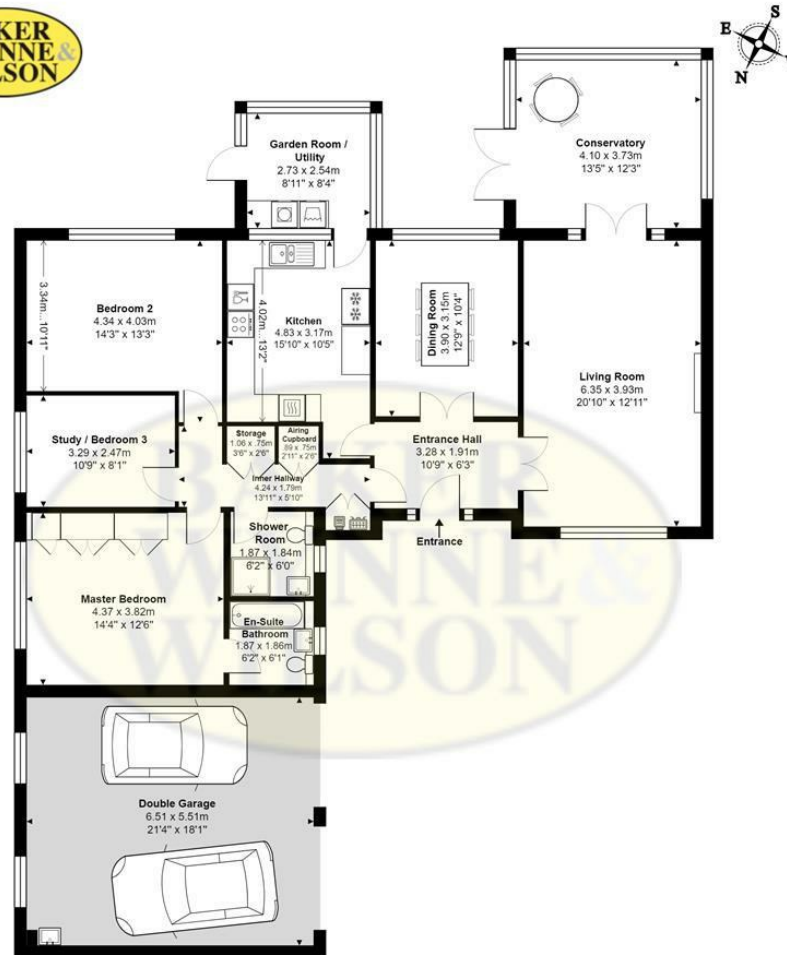 BAKER
WYNNE &
WILSON
S
E
N
Garden Room /
Utility
2.73 x 2.54m
8'11" x 8'4"
Conservatory
4.10 x 3.73m
13'5" x 12'3"
Bedroom 2
4.34 x 4.03m
14'3" x 13'3"
3.34m... 10'11"
Kitchen
4.83 x 3.17m
15'10" x 10'5"
4.02m... 13'2"
Dining Room
3.90 x 3.15m
12'9" x 10'4"
Living Room
6.35 x 3.93m
20'10" x 12'11"
Study / Bedroom 3
3.29 x 2.47m
10'9" x 8'1"
Storage
1.06 x .75m
3'6" x 2'6"
Airing
Cupboard
.89 x .75m
2'11" x 2'6"
Entrance Hall
3.28 x 1.91m
10'9" x 6'3"
Inner Hallway
4.24 x 1.79m
13'11" x 5'10"
Shower
Room
1.87 x 1.84m
6'2" x 6'0"
Entrance
Master Bedroom
4.37 x 3.82m
14'4" x 12'6"
En-Suite
Bathroom
1.87 x 1.86m
6'2" x 6'1"
Double Garage
6.51 x 5.51m
21'4" x 18'1"
BAKER
WYNNE &
WILSON